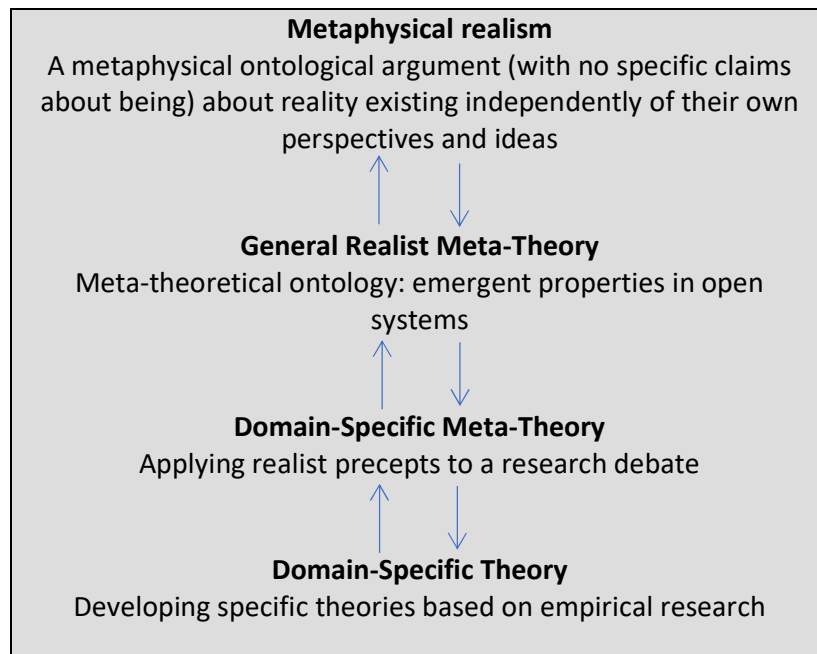 Metaphysical realism
A metaphysical ontological argument (with no specific claims
about being) about reality existing independently of their own
perspectives and ideas
General Realist Meta-Theory
Meta-theoretical ontology: emergent properties in open
systems
Domain-Specific Meta-Theory
Applying realist precepts to a research debate
Domain-Specific Theory
Developing specific theories based on empirical research